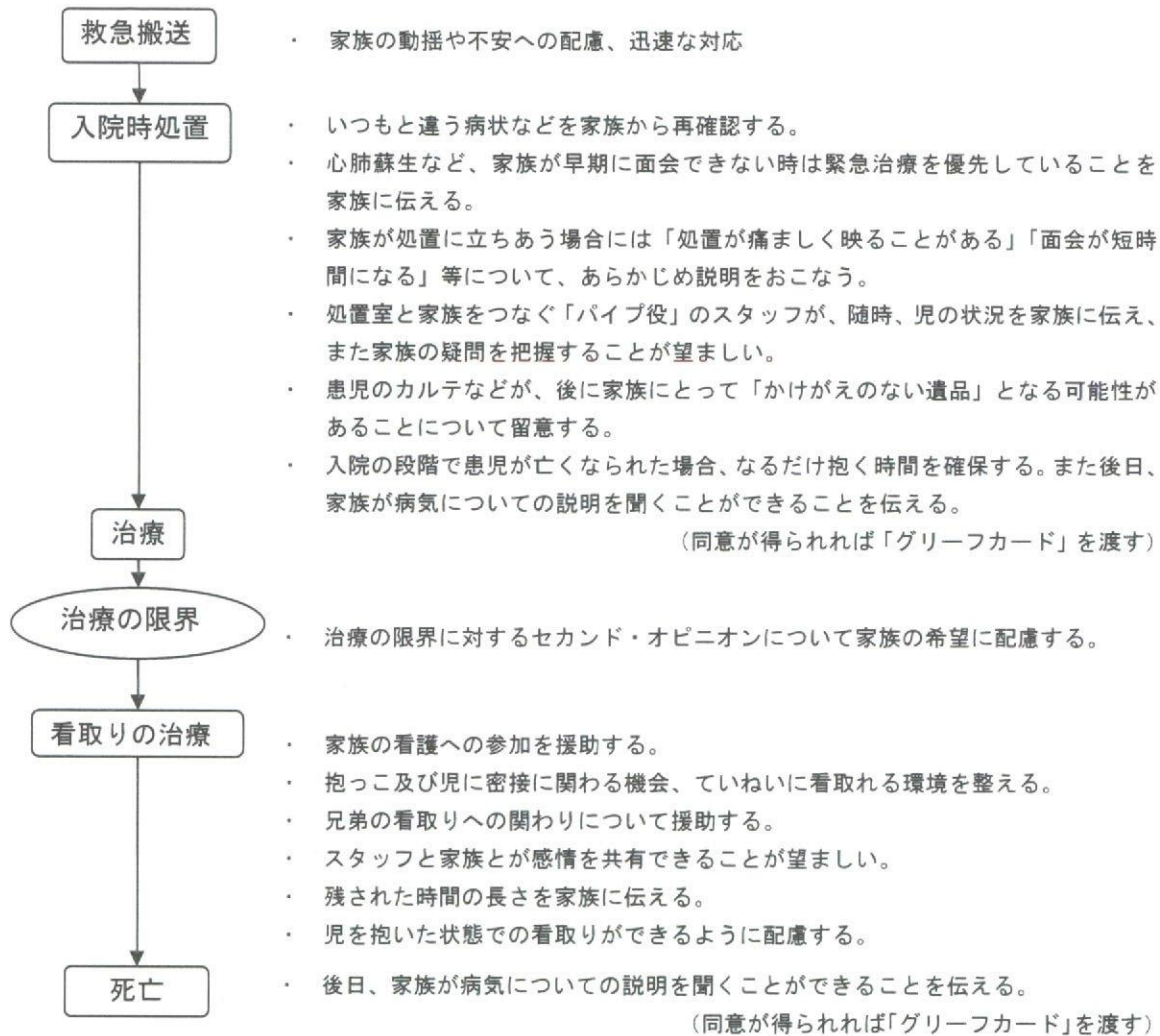 救急搬送
・ 家族の動揺や不安への配慮、迅速な対応
入院時処置
・ いつもと違う病状などを家族から再確認する。
・ 心肺蘇生など、家族が早期に面会できない時は緊急治療を優先していることを
家族に伝える。
・ 家族が処置に立ちあう場合には「処置が痛ましく映ることがある」「面会が短時
間になる」等について、あらかじめ説明をおこなう。
・ 処置室と家族をつなぐ「パイプ役」のスタッフが、随時、児の状況を家族に伝え、
また家族の疑問を把握することが望ましい。
・ 患児のカルテなどが、後に家族にとって「かけがえのない遺品」となる可能性が
あることについて留意する。
・ 入院の段階で患児が亡くなられた場合、なるだけ抱く時間を確保する。また後日、
家族が病気についての説明を聞くことができることを伝える。
(同意が得られれば「グリーフカード」を渡す)
治療
治療の限界
・ 治療の限界に対するセカンド・オピニオンについて家族の希望に配慮する。
看取りの治療
・ 家族の看護への参加を援助する。
・ 抱っこ及び児に密接に関わる機会、ていねいに看取れる環境を整える。
・ 兄弟の看取りへの関わりについて援助する。
・ スタッフと家族とが感情を共有できることが望ましい。
・ 残された時間の長さを家族に伝える。
・ 児を抱いた状態での看取りができるように配慮する。
死亡
・ 後日、家族が病気についての説明を聞くことができることを伝える。
(同意が得られれば「グリーフカード」を渡す)